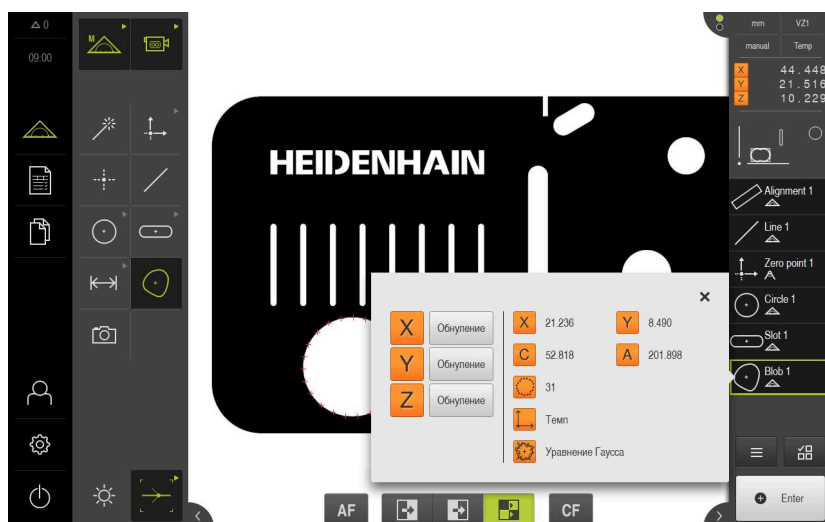 △ 0
09:00
M
HEIDENHAIN
X Обнуление
Y Обнуление
Z Обнуление
X 21.236 Y 8.490
C 52.818 A 201.898
31
Темп
Уравнение Гаусса
AF CF
mm VZ1
manual Temp
X 44.448
Y 21.516
Z 10.229
Alignment 1
Line 1
Zero point 1
Circle 1
Slot 1
Blob 1
Enter